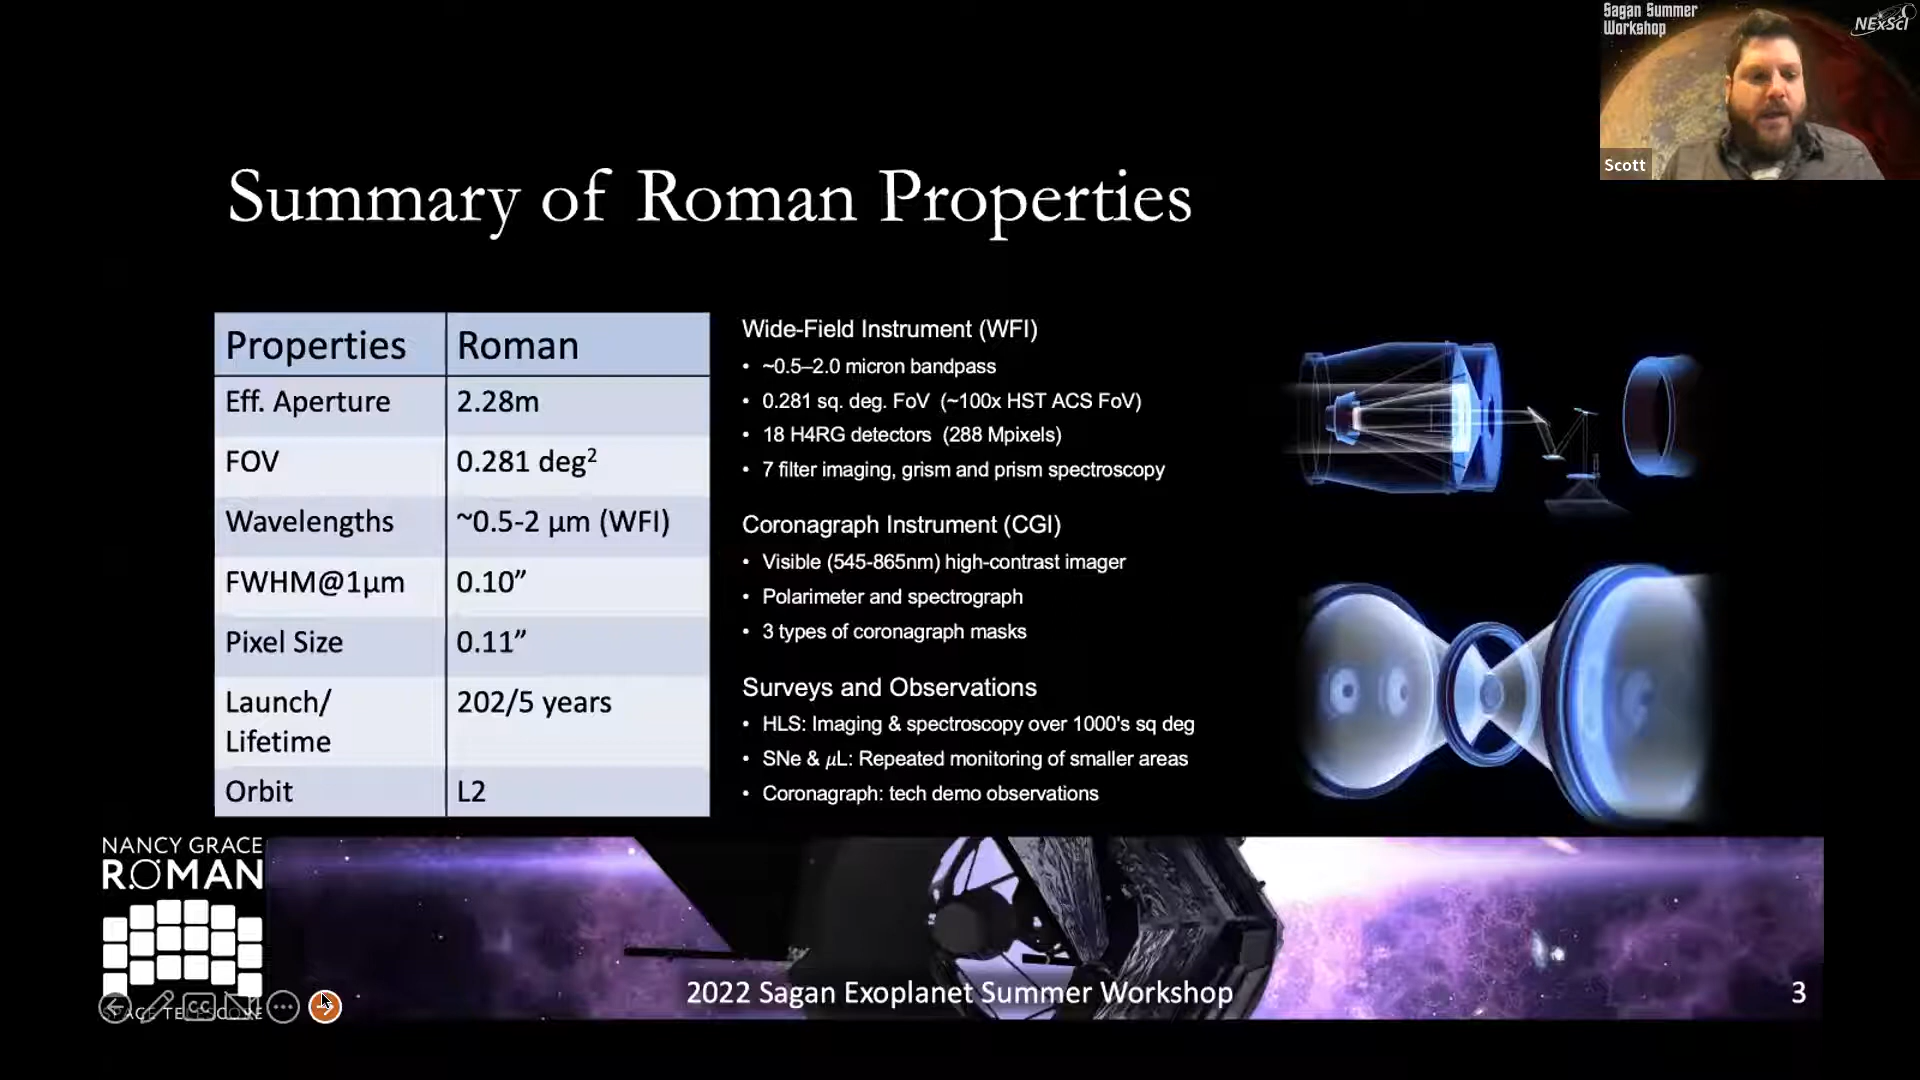 Sagan Summer
Workshop
NExScI
Scott
Summary of Roman Properties
Properties Roman
Eff. Aperture 2.28m
FOV 0.281 deg²
Wavelengths ~0.5-2 µm (WFI)
FWHM@1µm 0.10”
Pixel Size 0.11”
Launch/ 202/5 years
Lifetime
Orbit L2
Wide-Field Instrument (WFI)
• ~0.5–2.0 micron bandpass
• 0.281 sq. deg. FoV (~100x HST ACS FoV)
• 18 H4RG detectors (288 Mpixels)
• 7 filter imaging, grism and prism spectroscopy
Coronagraph Instrument (CGI)
• Visible (545-865nm) high-contrast imager
• Polarimeter and spectrograph
• 3 types of coronagraph masks
Surveys and Observations
• HLS: Imaging & spectroscopy over 1000's sq deg
• SNe & µL: Repeated monitoring of smaller areas
• Coronagraph: tech demo observations
NANCY GRACE
ROMAN
SPACE TELESCOPE
CC
2022 Sagan Exoplanet Summer Workshop
3